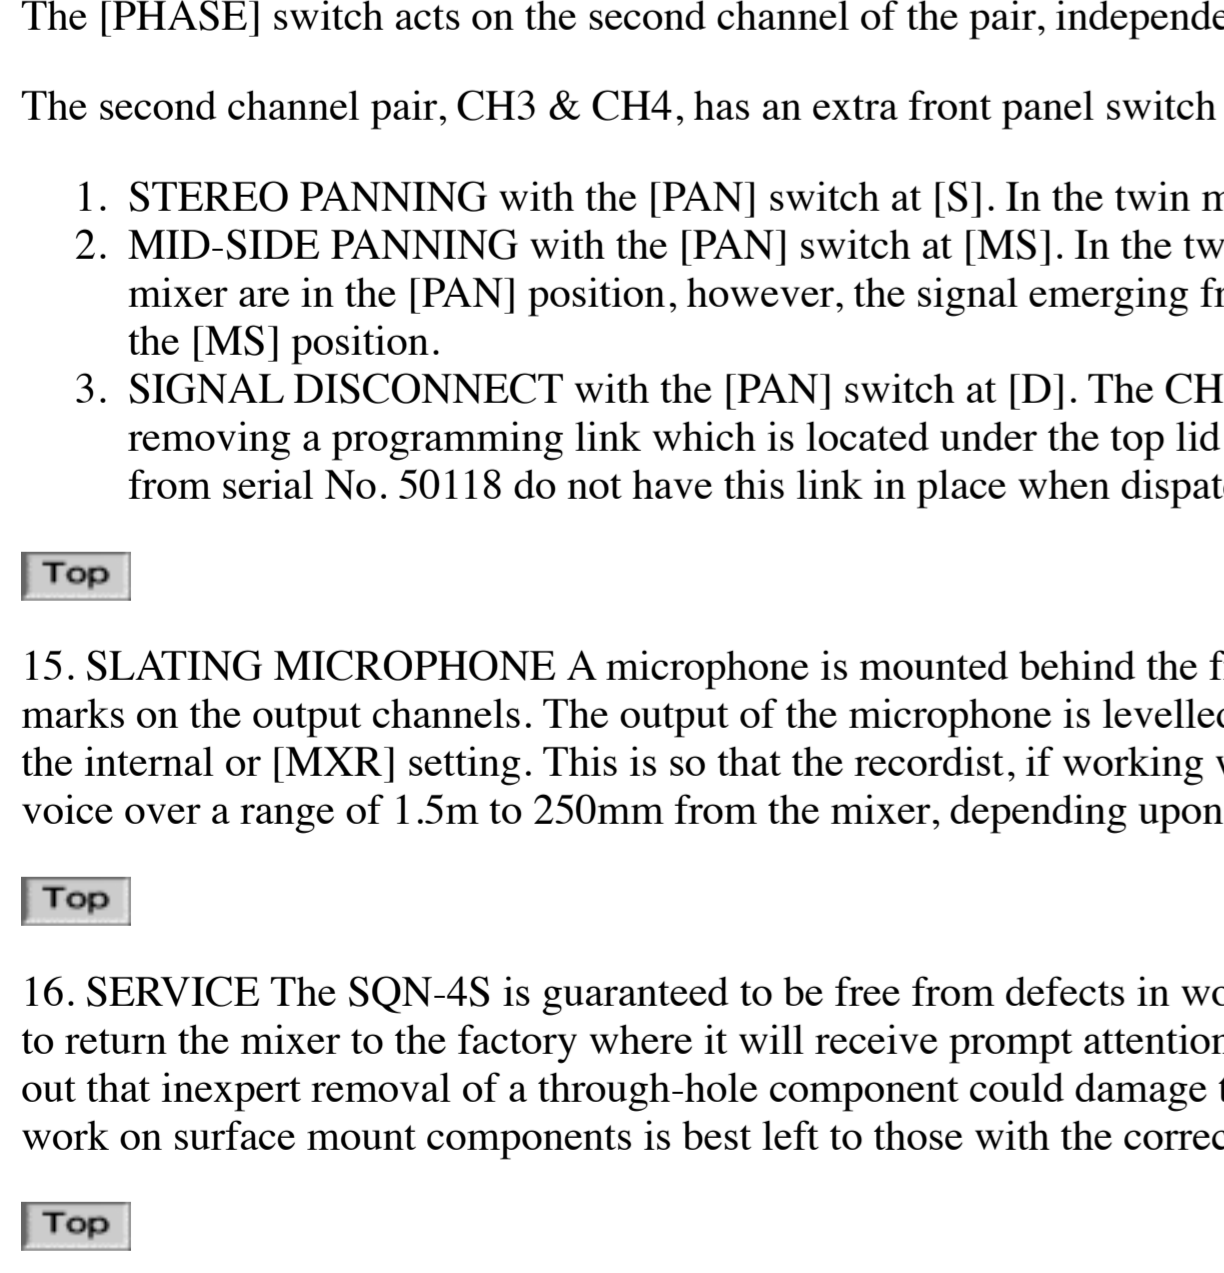 The [PHASE] switch acts on the second channel of the pair, independe
The second channel pair, CH3 & CH4, has an extra front panel switch
1. STEREO PANNING with the [PAN] switch at [S]. In the twin m
2. MID-SIDE PANNING with the [PAN] switch at [MS]. In the tw
mixer are in the [PAN] position, however, the signal emerging fr
the [MS] position.
3. SIGNAL DISCONNECT with the [PAN] switch at [D]. The CH
removing a programming link which is located under the top lid
from serial No. 50118 do not have this link in place when dispat
Top
15. SLATING MICROPHONE A microphone is mounted behind the f
marks on the output channels. The output of the microphone is levelled
the internal or [MXR] setting. This is so that the recordist, if working w
voice over a range of 1.5m to 250mm from the mixer, depending upon
Top
16. SERVICE The SQN-4S is guaranteed to be free from defects in wo
to return the mixer to the factory where it will receive prompt attention
out that inexpert removal of a through-hole component could damage t
work on surface mount components is best left to those with the correc
Top